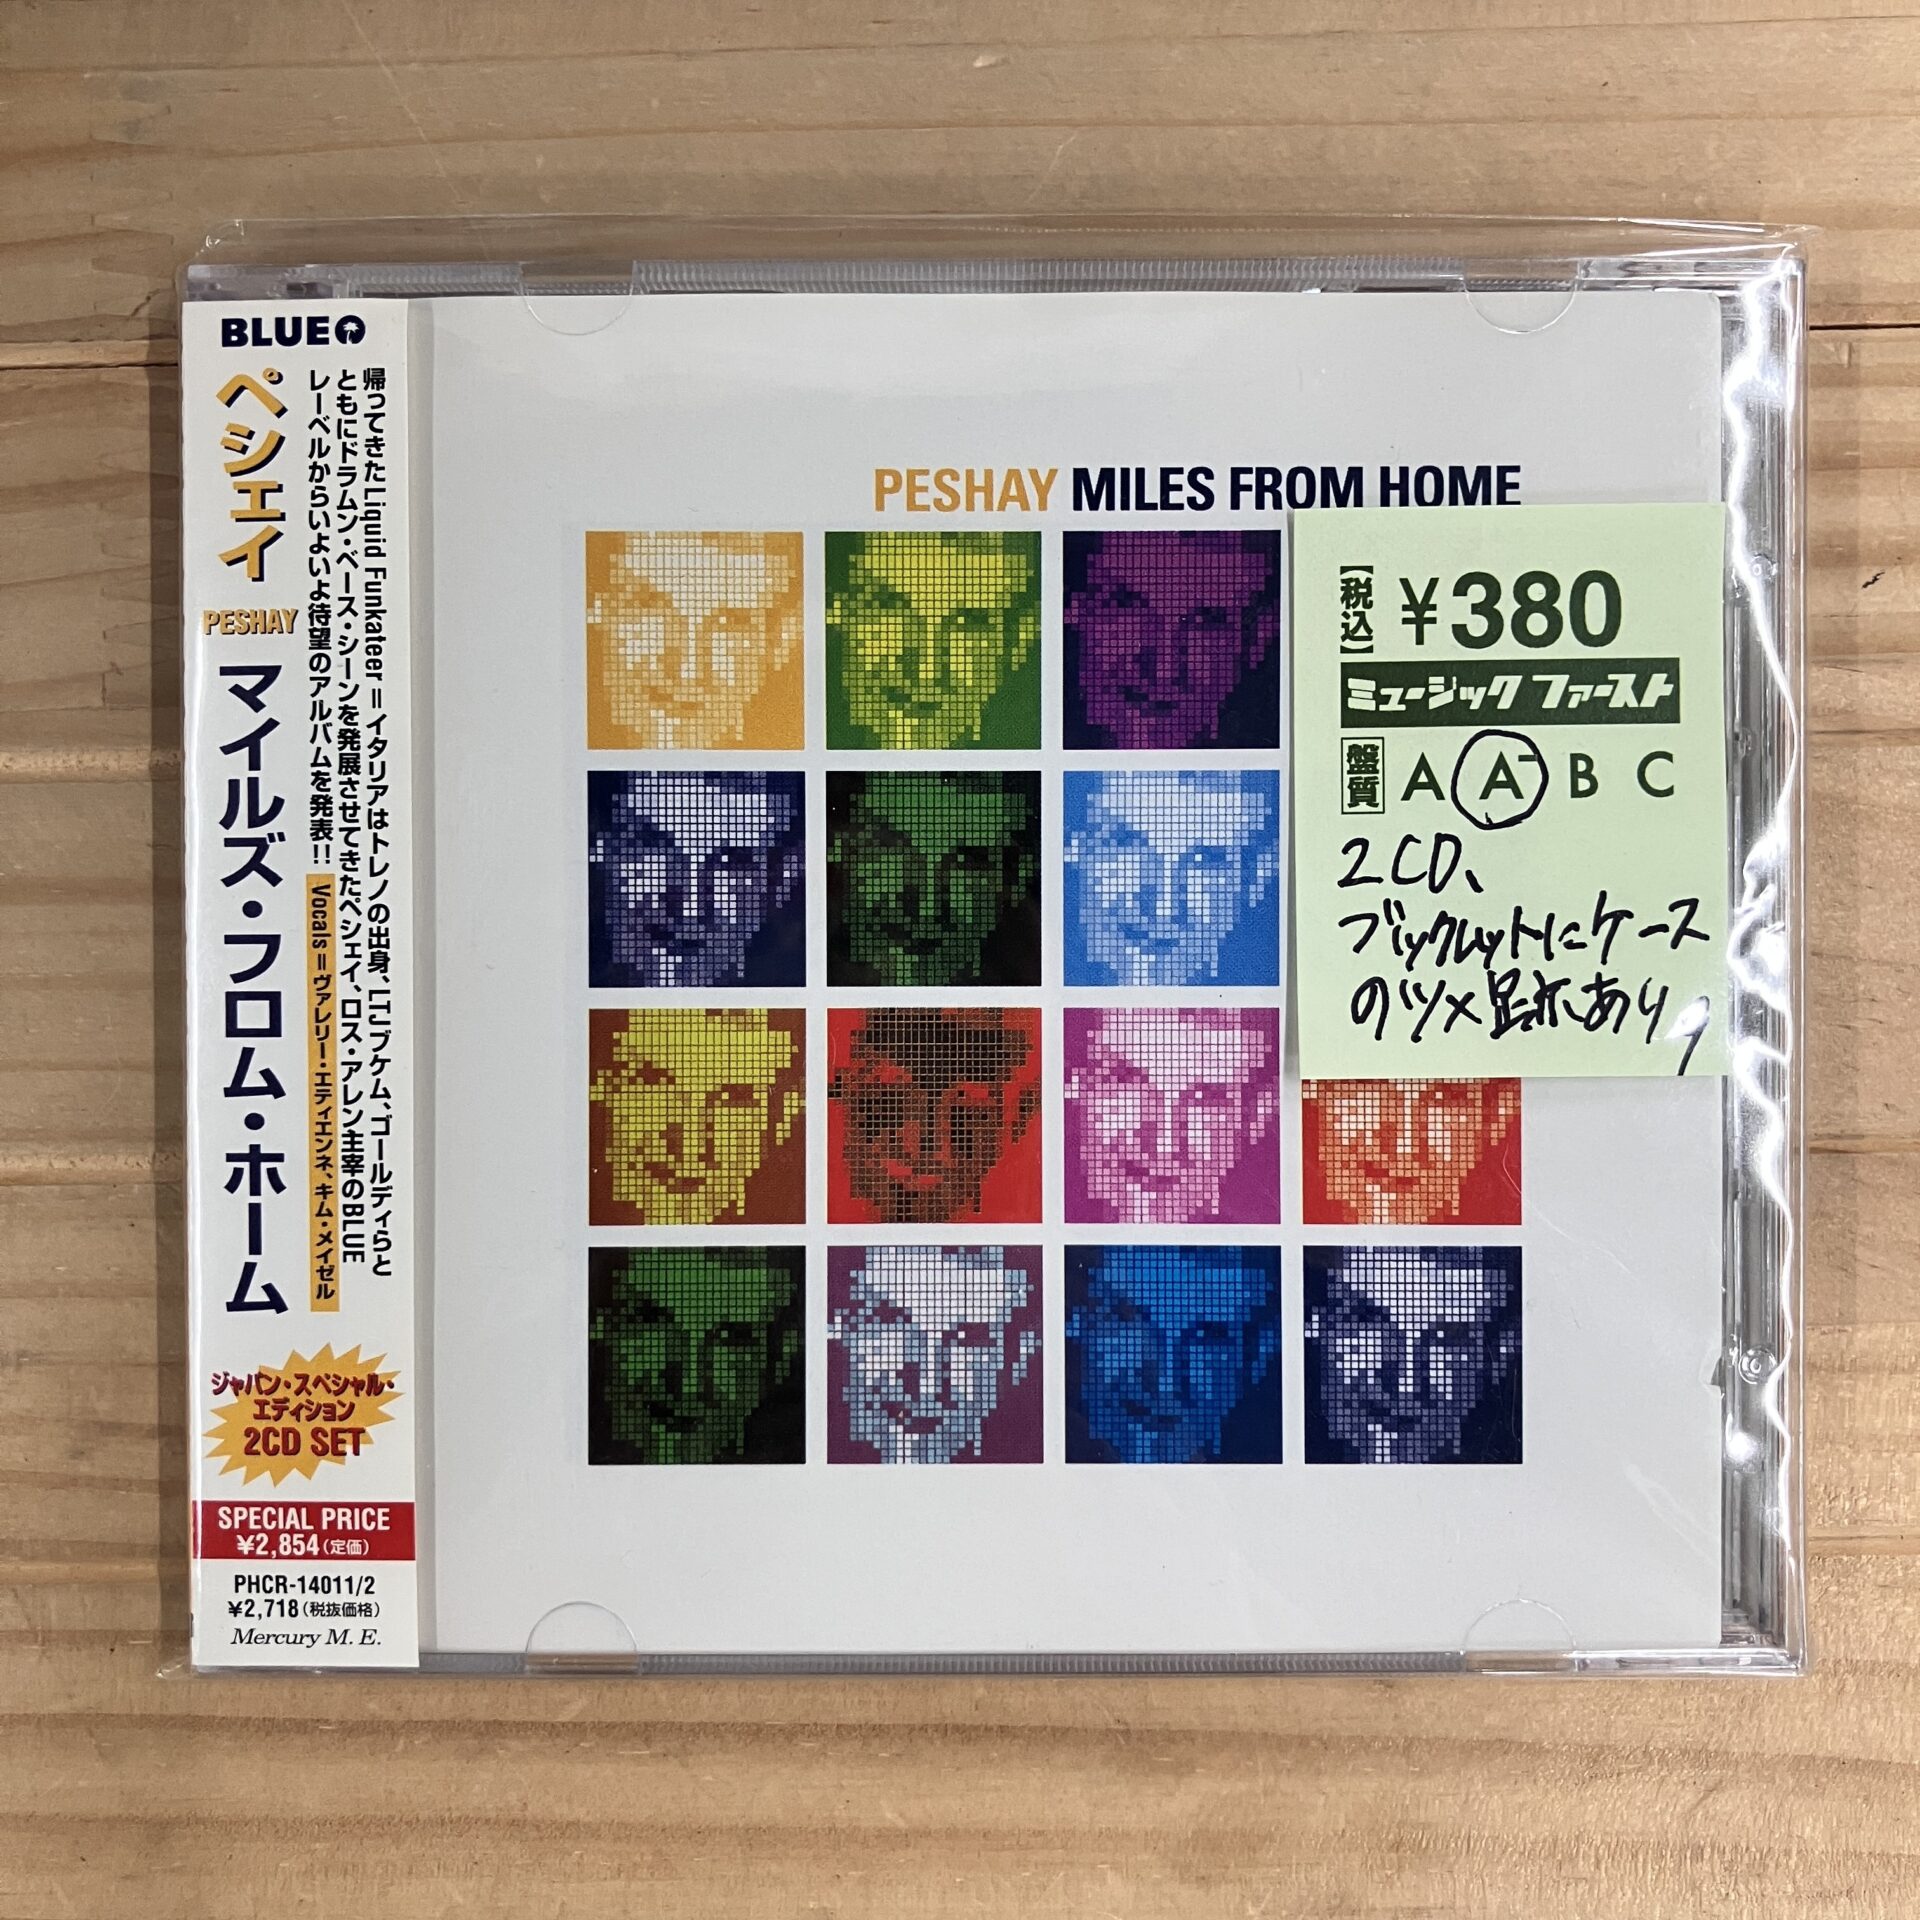 BLUE
ペシェイ
PESHAY
マイルズ・フロム・ホーム
帰ってきたLiquid Funkateer＝イタリアはトレノの出身、LTJブケム、ゴールディらと
ともにドラムン・ベース・シーンを発展させてきたペシェイ、ロス・アレン主宰のBLUE
レーベルからいよいよ待望のアルバムを発表!!
Vocals＝ヴァレリー・エティエンネ、キム・メイゼル
ジャパン・スペシャル・
エディション
2CD SET
SPECIAL PRICE
¥2,854(定価)
PHCR-14011/2
¥2,718(税抜価格)
Mercury M. E.
PESHAY MILES FROM HOME
【税込】 ¥380
ミュージックファースト
盤質 A A- B C
2CD、
ブックレットにケース
のツメ跡あり。